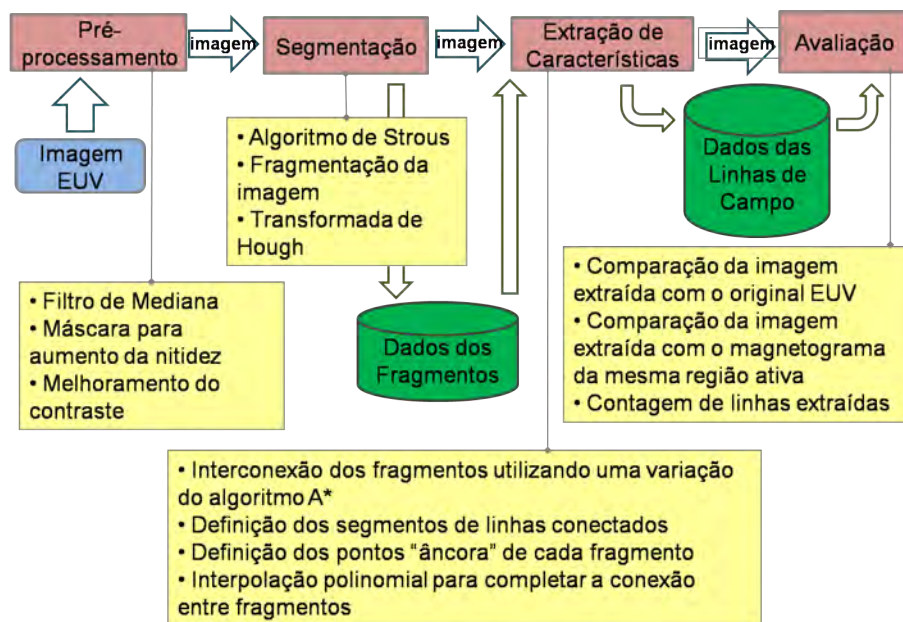 Pré-
processamento
imagem
Segmentação
imagem
Extração de
Características
imagem
Avaliação
Imagem
EUV
• Algoritmo de Strous
• Fragmentação da
imagem
• Transformada de
Hough
Dados das
Linhas de
Campo
• Filtro de Mediana
• Máscara para
aumento da nitidez
• Melhoramento do
contraste
Dados dos
Fragmentos
• Comparação da imagem
extraída com o original EUV
• Comparação da imagem
extraída com o magnetograma
da mesma região ativa
• Contagem de linhas extraídas
• Interconexão dos fragmentos utilizando uma variação
do algoritmo A*
• Definição dos segmentos de linhas conectados
• Definição dos pontos “âncora” de cada fragmento
• Interpolação polinomial para completar a conexão
entre fragmentos